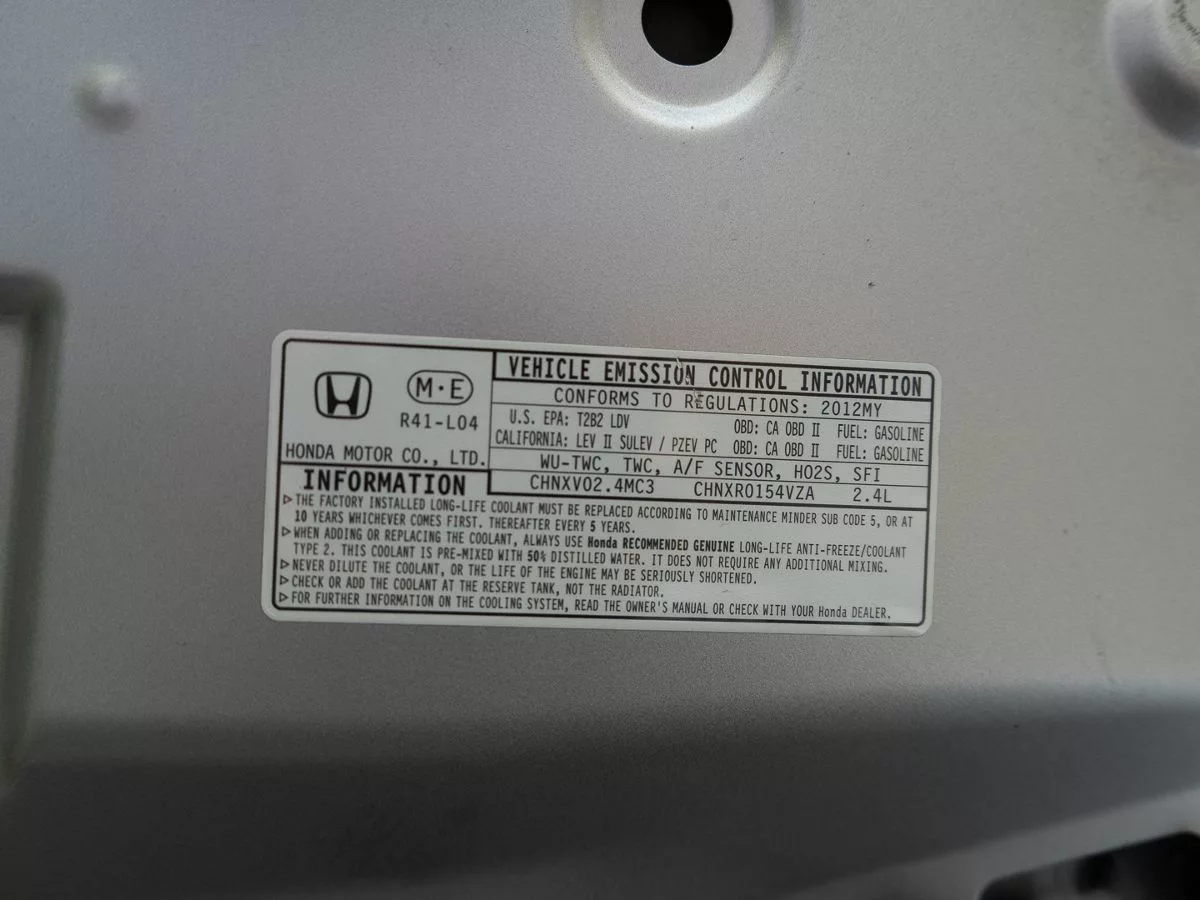 VEHICLE EMISSION CONTROL INFORMATION
M·E
R41-L04
HONDA MOTOR CO., LTD.
CONFORMS TO REGULATIONS: 2012MY
U.S. EPA: T2B2 LDV OBD: CA OBD II FUEL: GASOLINE
CALIFORNIA: LEV II SULEV / PZEV PC OBD: CA OBD II FUEL: GASOLINE
WU-TWC, TWC, A/F SENSOR, HO2S, SFI
CHNXV02.4MC3 CHNXR0154VZA 2.4L
INFORMATION
▷THE FACTORY INSTALLED LONG-LIFE COOLANT MUST BE REPLACED ACCORDING TO MAINTENANCE MINDER SUB CODE 5, OR AT
10 YEARS WHICHEVER COMES FIRST. THEREAFTER EVERY 5 YEARS.
▷WHEN ADDING OR REPLACING THE COOLANT, ALWAYS USE Honda RECOMMENDED GENUINE LONG-LIFE ANTI-FREEZE/COOLANT
TYPE 2. THIS COOLANT IS PRE-MIXED WITH 50% DISTILLED WATER. IT DOES NOT REQUIRE ANY ADDITIONAL MIXING.
▷NEVER DILUTE THE COOLANT, OR THE LIFE OF THE ENGINE MAY BE SERIOUSLY SHORTENED.
▷CHECK OR ADD THE COOLANT AT THE RESERVE TANK, NOT THE RADIATOR.
▷FOR FURTHER INFORMATION ON THE COOLING SYSTEM, READ THE OWNER'S MANUAL OR CHECK WITH YOUR Honda DEALER.